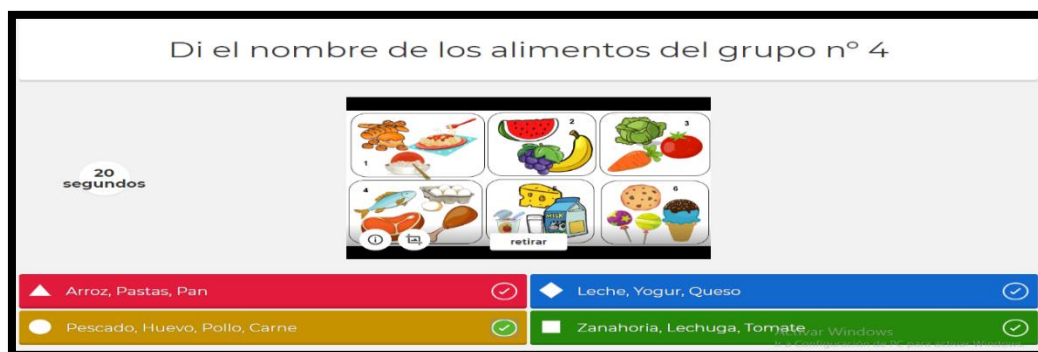 Di el nombre de los alimentos del grupo nº 4
20
segundos
1
2
3
4
MILK
6
retirar
Arroz, Pastas, Pan
Leche, Yogur, Queso
Pescado, Huevo, Pollo, Carne
Zanahoria, Lechuga, Tomate
Activar Windows